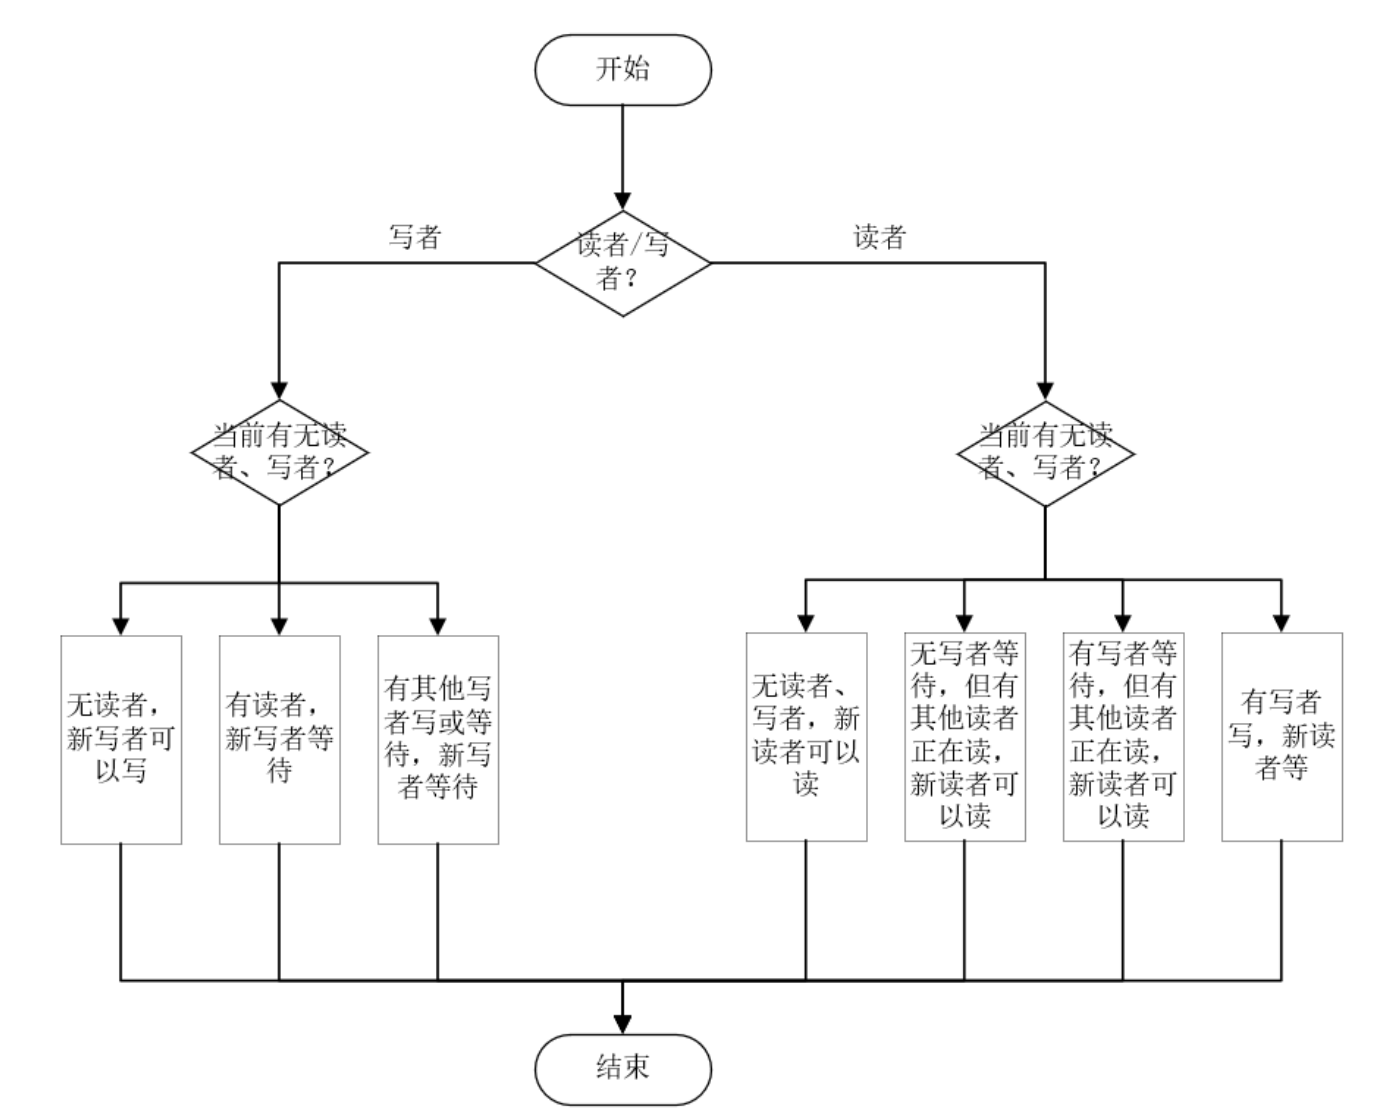 开始
写者
读者/写
者？
读者
当前有无读
者、写者？
当前有无读
者、写者？
无读者，
新写者可
以写
有读者，
新写者等
待
有其他写
者写或等
待，新写
者等待
无读者、
写者，新
读者可以
读
无写者等
待，但有
其他读者
正在读，
新读者可
以读
有写者等
待，但有
其他读者
正在读，
新读者可
以读
有写者
写，新读
者等
结束